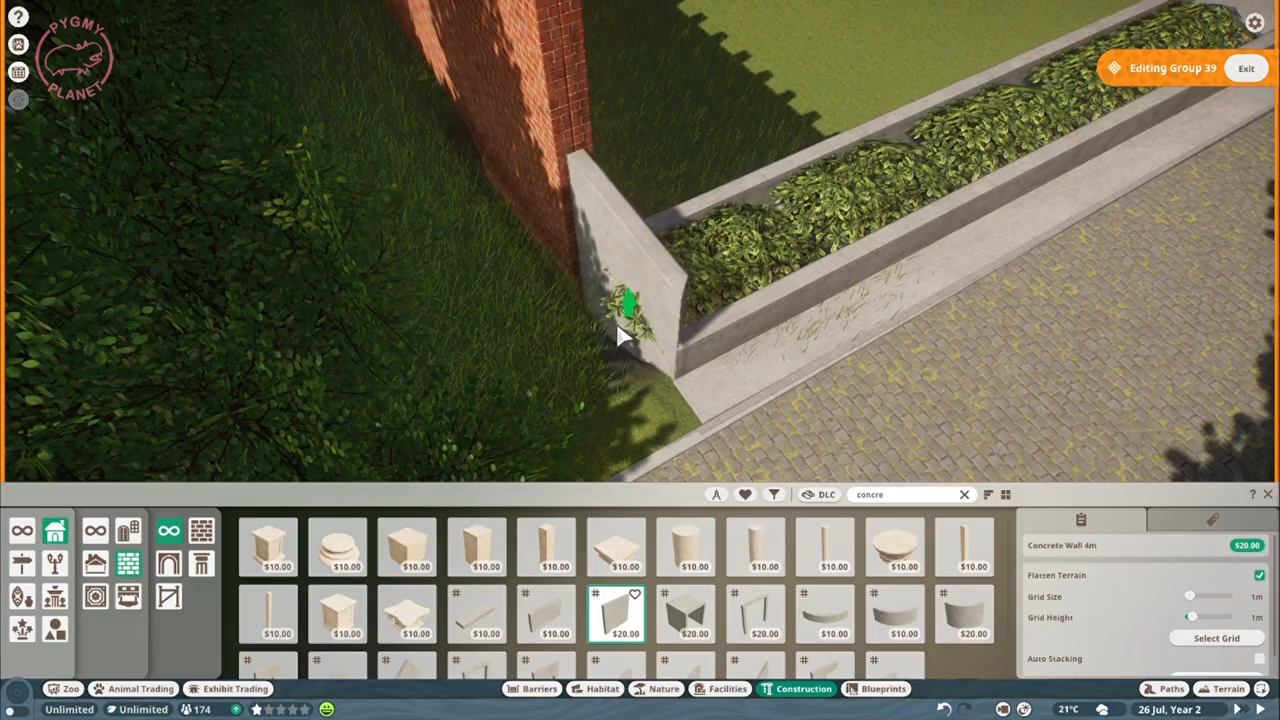 PYGMY
PLANET
Editing Group 39
Exit
DLC
concre
$10.00 $10.00 $10.00 $10.00 $10.00 $10.00 $10.00 $10.00 $10.00 $10.00 $10.00
$10.00 $10.00 $10.00 $10.00 $10.00 $20.00 $20.00 $20.00 $10.00 $10.00 $20.00
Concrete Wall 4m
$20.00
Flatten Terrain
Grid Size
1m
Grid Height
1m
Select Grid
Auto Stacking
Zoo
Animal Trading
Exhibit Trading
Barriers
Habitat
Nature
Facilities
Construction
Blueprints
Paths
Terrain
Unlimited
Unlimited
174
21°C
26 Jul, Year 2